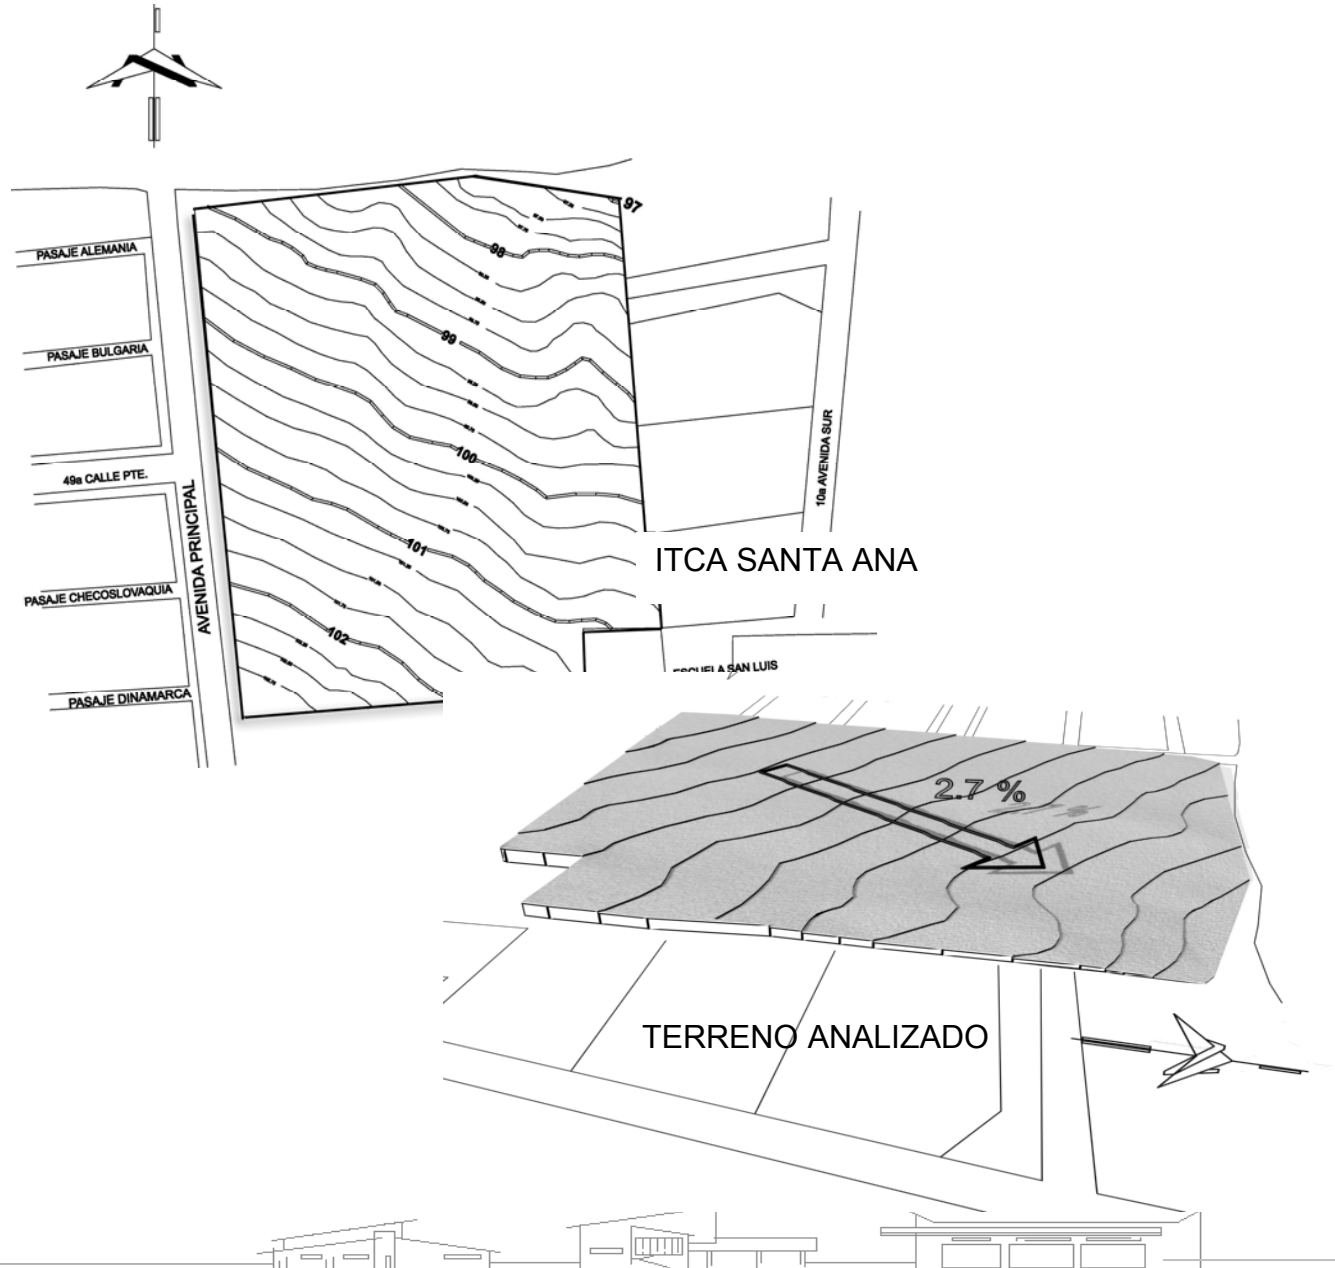 97
PASAJE ALEMANIA
98
99
PASAJE BULGARIA
100
10a AVENIDA SUR
49a CALLE PTE.
AVENIDA PRINCIPAL
101
ITCA SANTA ANA
PASAJE CHECOSLOVAQUIA
102
ESCUELA SAN LUIS
PASAJE DINAMARCA
2.7 %
TERRENO ANALIZADO